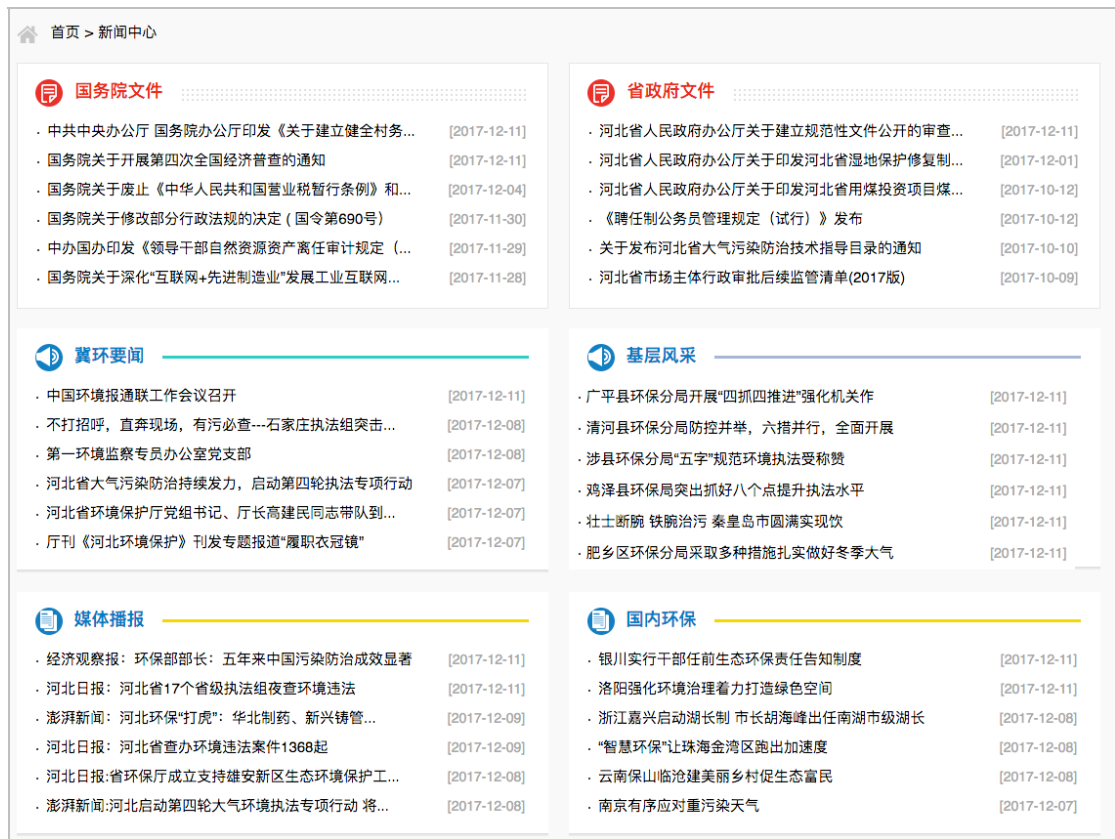 首页 > 新闻中心
国务院文件
· 中共中央办公厅 国务院办公厅印发《关于建立健全村务... [2017-12-11]
· 国务院关于开展第四次全国经济普查的通知 [2017-12-11]
· 国务院关于废止《中华人民共和国营业税暂行条例》和... [2017-12-04]
· 国务院关于修改部分行政法规的决定 ( 国令第690号） [2017-11-30]
· 中办国办印发《领导干部自然资源资产离任审计规定（... [2017-11-29]
· 国务院关于深化“互联网+先进制造业”发展工业互联网... [2017-11-28]
省政府文件
· 河北省人民政府办公厅关于建立规范性文件公开的审查... [2017-12-11]
· 河北省人民政府办公厅关于印发河北省湿地保护修复制... [2017-12-01]
· 河北省人民政府办公厅关于印发河北省用煤投资项目煤... [2017-10-12]
· 《聘任制公务员管理规定（试行）》发布 [2017-10-12]
· 关于发布河北省大气污染防治技术指导目录的通知 [2017-10-10]
· 河北省市场主体行政审批后续监管清单(2017版) [2017-10-09]
冀环要闻
· 中国环境报通联工作会议召开 [2017-12-11]
· 不打招呼，直奔现场，有污必查---石家庄执法组突击... [2017-12-08]
· 第一环境监察专员办公室党支部 [2017-12-08]
· 河北省大气污染防治持续发力，启动第四轮执法专项行动 [2017-12-07]
· 河北省环境保护厅党组书记、厅长高建民同志带队到... [2017-12-07]
· 厅刊《河北环境保护》刊发专题报道“履职衣冠镜” [2017-12-07]
基层风采
· 广平县环保分局开展“四抓四推进”强化机关作 [2017-12-11]
· 清河县环保分局防控并举，六措并行，全面开展 [2017-12-11]
· 涉县环保分局“五字”规范环境执法受称赞 [2017-12-11]
· 鸡泽县环保局突出抓好八个点提升执法水平 [2017-12-11]
· 壮士断腕 铁腕治污 秦皇岛市圆满实现饮 [2017-12-11]
· 肥乡区环保分局采取多种措施扎实做好冬季大气 [2017-12-11]
媒体播报
· 经济观察报：环保部部长：五年来中国污染防治成效显著 [2017-12-11]
· 河北日报：河北省17个省级执法组夜查环境违法 [2017-12-11]
· 澎湃新闻：河北环保“打虎”：华北制药、新兴铸管... [2017-12-09]
· 河北日报：河北省查办环境违法案件1368起 [2017-12-09]
· 河北日报:省环保厅成立支持雄安新区生态环境保护工... [2017-12-08]
· 澎湃新闻:河北启动第四轮大气环境执法专项行动 将... [2017-12-08]
国内环保
· 银川实行干部任前生态环保责任告知制度 [2017-12-11]
· 洛阳强化环境治理着力打造绿色空间 [2017-12-11]
· 浙江嘉兴启动湖长制 市长胡海峰出任南湖市级湖长 [2017-12-08]
· “智慧环保”让珠海金湾区跑出加速度 [2017-12-08]
· 云南保山临沧建美丽乡村促生态富民 [2017-12-08]
· 南京有序应对重污染天气 [2017-12-07]